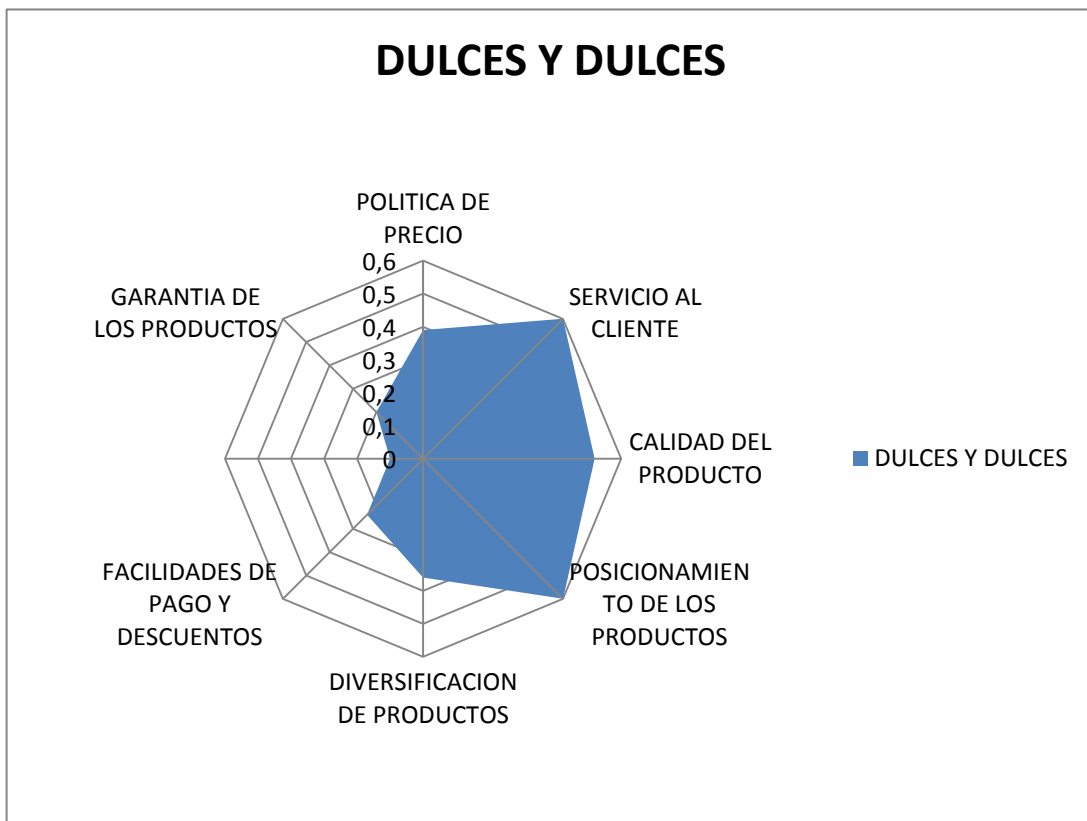 DULCES Y DULCES
POLITICA DE
PRECIO
SERVICIO AL
CLIENTE
CALIDAD DEL
PRODUCTO
POSICIONAMIEN
TO DE LOS
PRODUCTOS
DIVERSIFICACION
DE PRODUCTOS
FACILIDADES DE
PAGO Y
DESCUENTOS
GARANTIA DE
LOS PRODUCTOS
0,6
0,5
0,4
0,3
0,2
0,1
0
DULCES Y DULCES